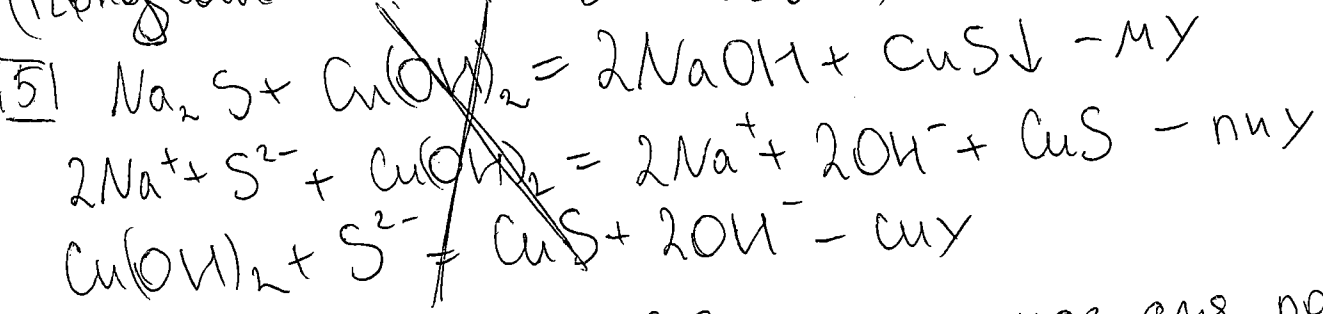 5) Na₂S + Cu(OH)₂ = 2NaOH + CuS↓ - МУ
2Na⁺ + S²⁻ + Cu(OH)₂ = 2Na⁺ + 2OH⁻ + CuS - ПИУ
Cu(OH)₂ + S²⁻ = CuS + 2OH⁻ - СИУ